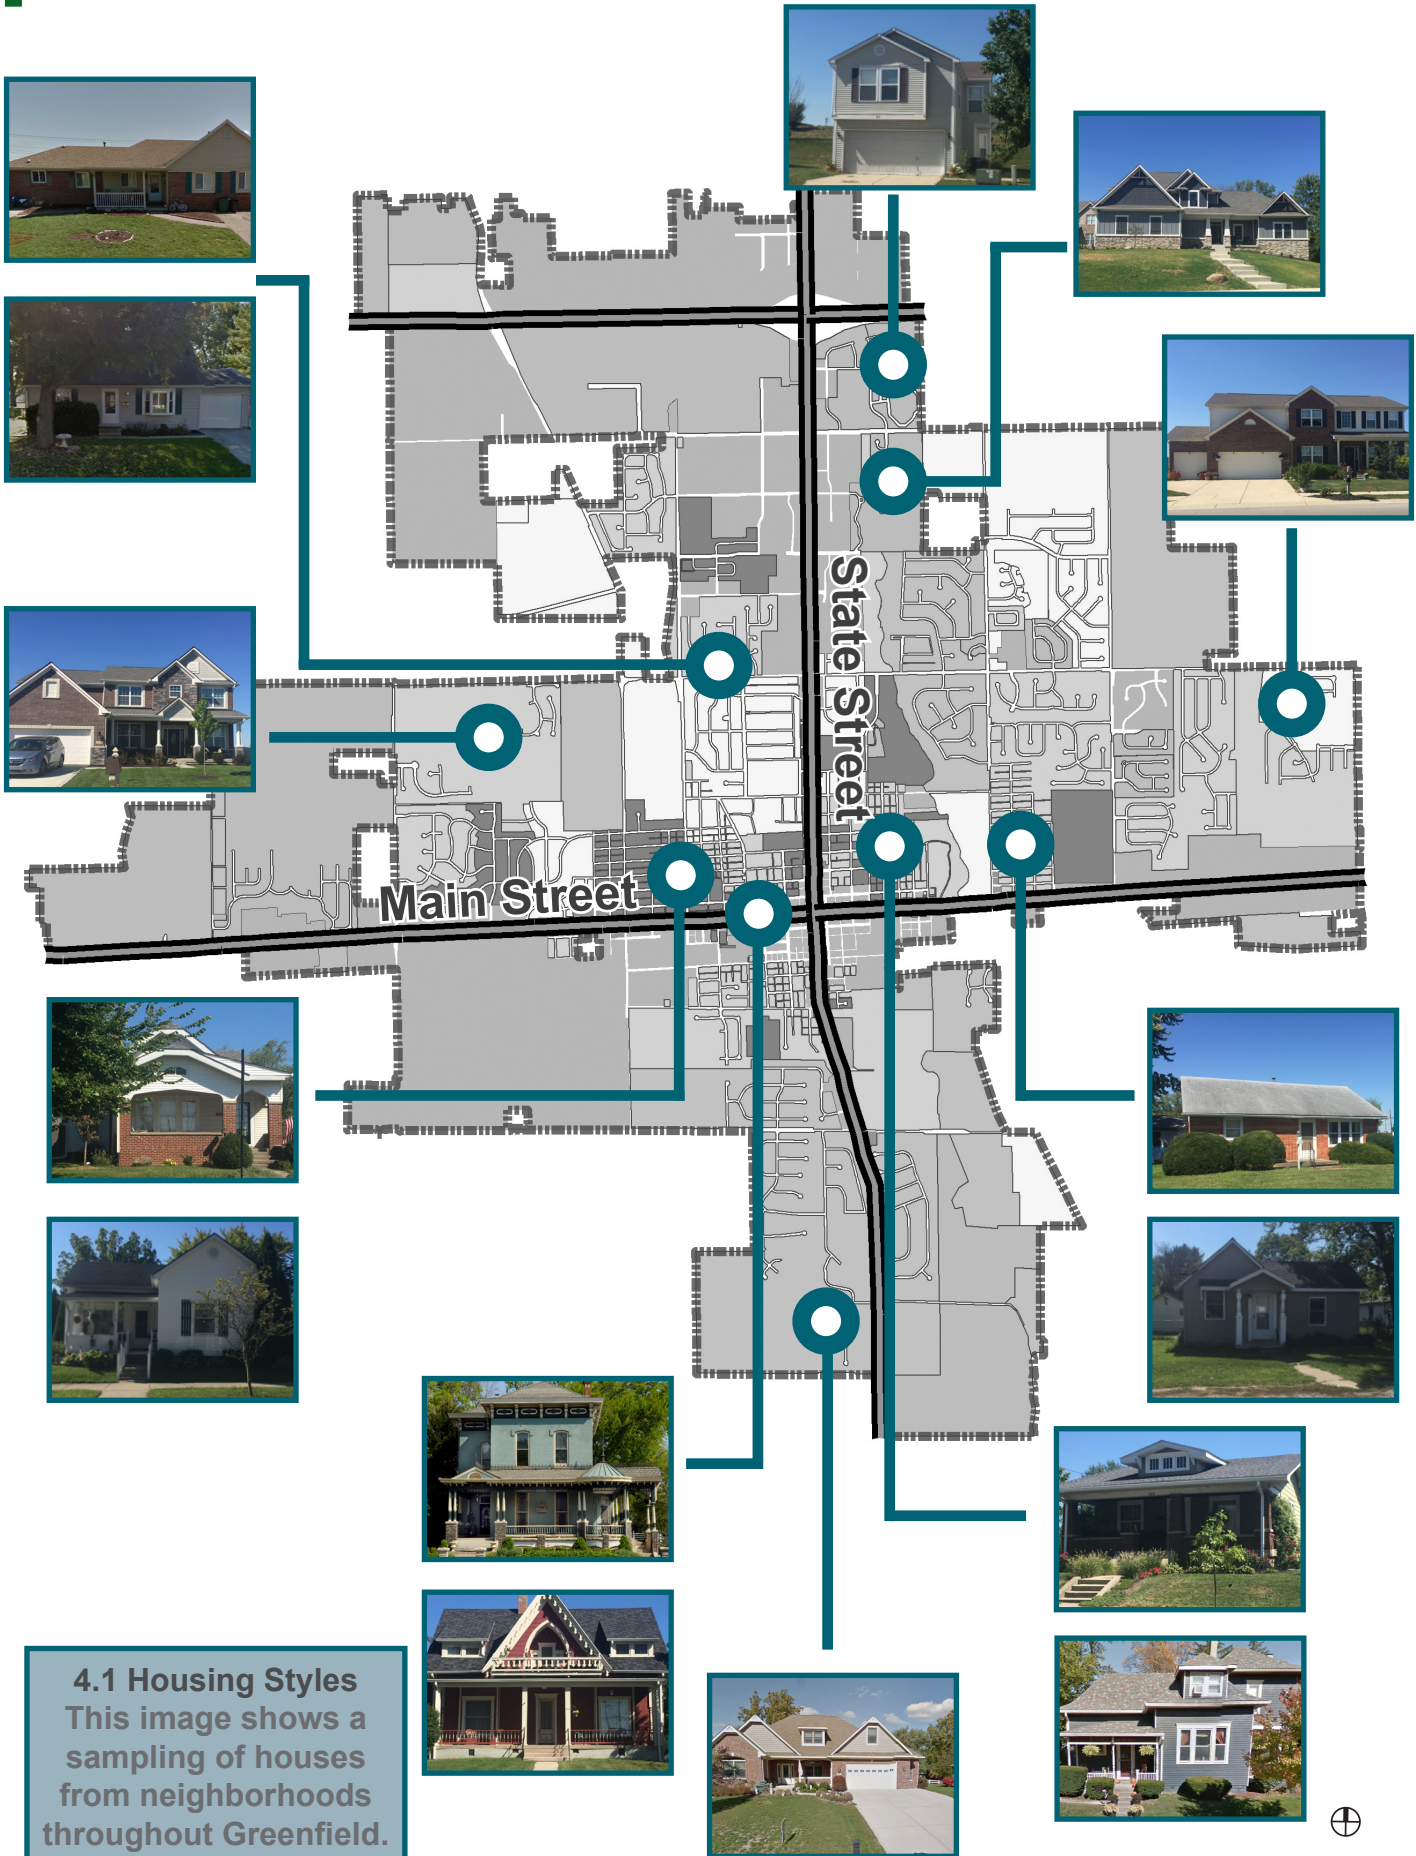 State Street
Main Street
4.1 Housing Styles
This image shows a
sampling of houses
from neighborhoods
throughout Greenfield.